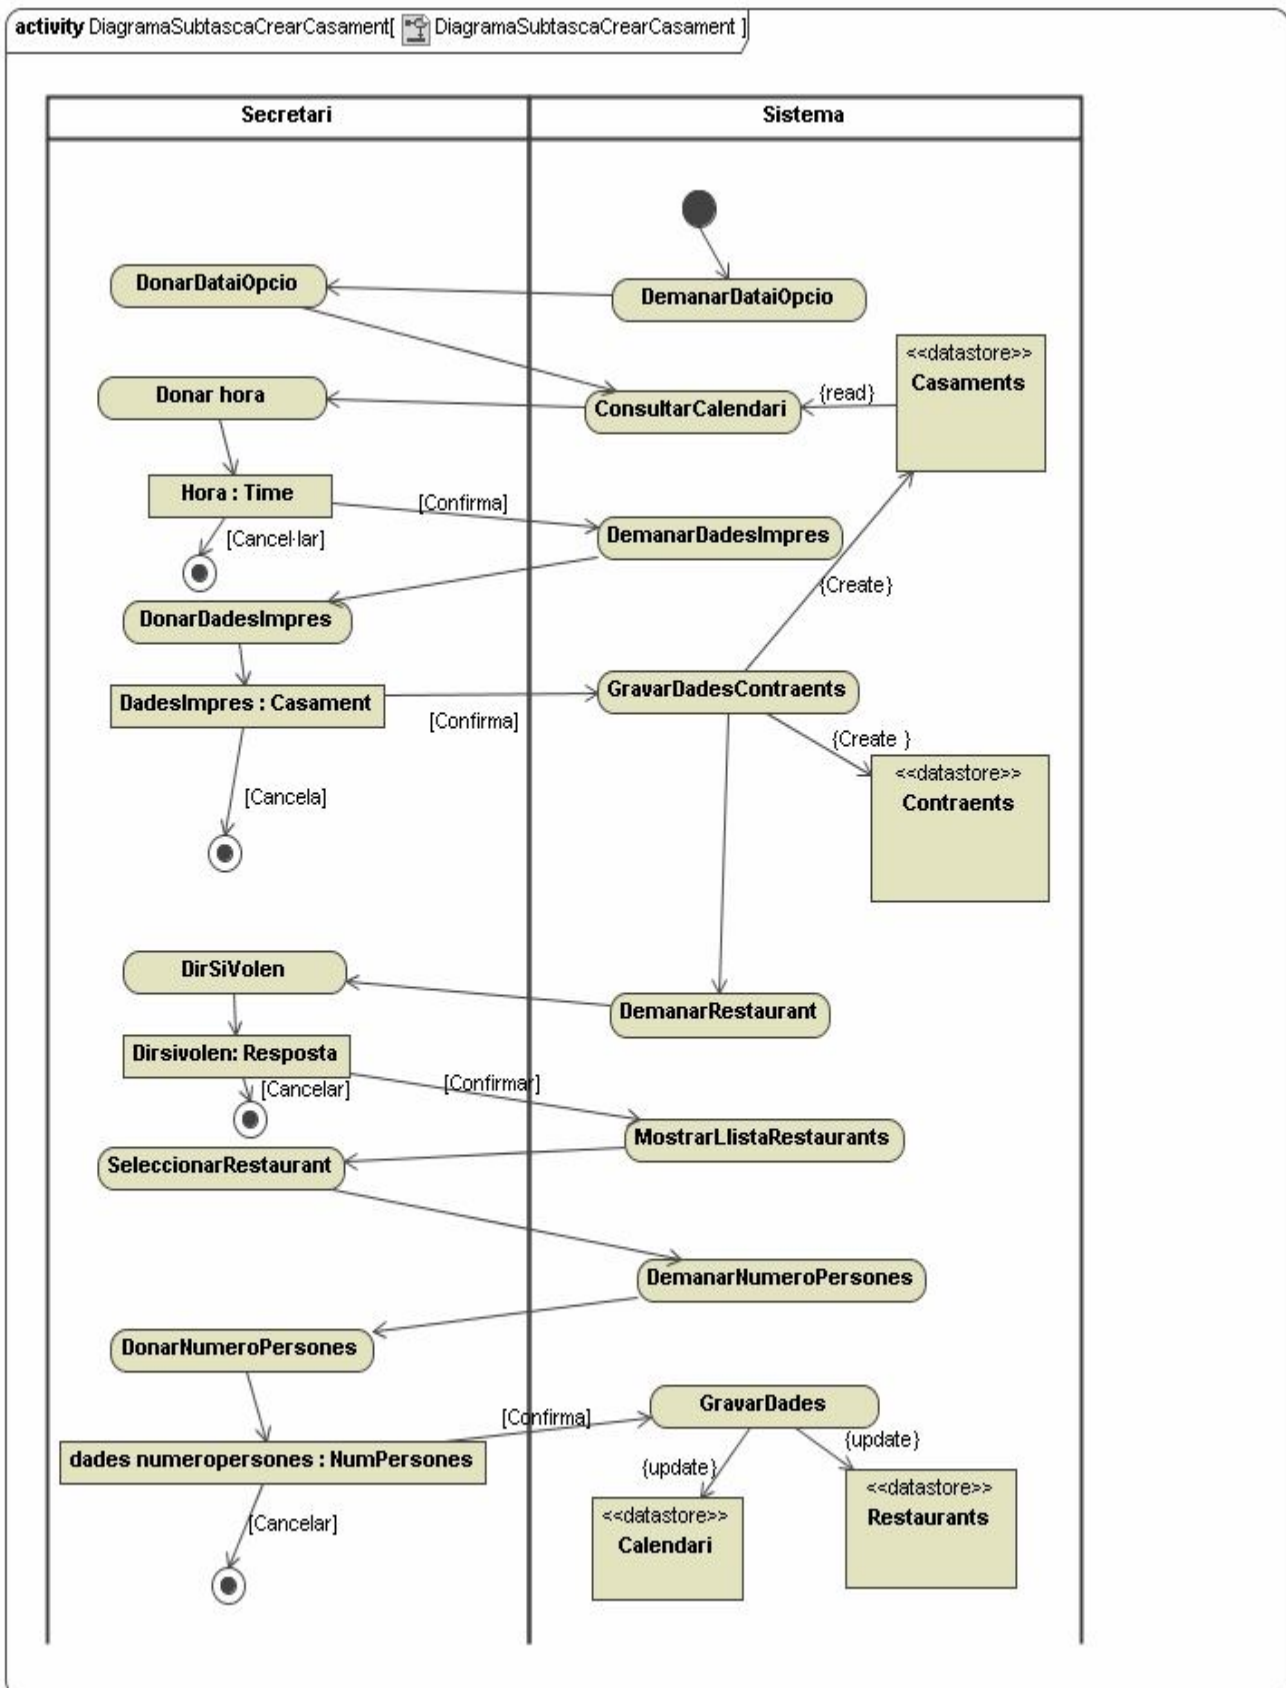 activity DiagramaSubtascaCrearCasament[ DiagramaSubtascaCrearCasament ]
Secretari
Sistema
DonarDataiOpcio
DemanarDataiOpcio
<<datastore>>
Casaments
Donar hora
ConsultarCalendari
{read}
Hora : Time
[Confirma]
[Cancel·lar]
DemanarDadesImpres
{Create}
DonarDadesImpres
DadesImpres : Casament
[Confirma]
GravarDadesContraents
{Create }
<<datastore>>
Contraents
[Cancela]
DirSiVolen
DemanarRestaurant
Dirsivolen: Resposta
[Cancelar]
[Confirmar]
MostrarLlistaRestaurants
SeleccionarRestaurant
DemanarNumeroPersones
DonarNumeroPersones
GravarDades
[Confirma]
dades numeropersones : NumPersones
{update}
{update}
<<datastore>>
Restaurants
<<datastore>>
Calendari
[Cancelar]